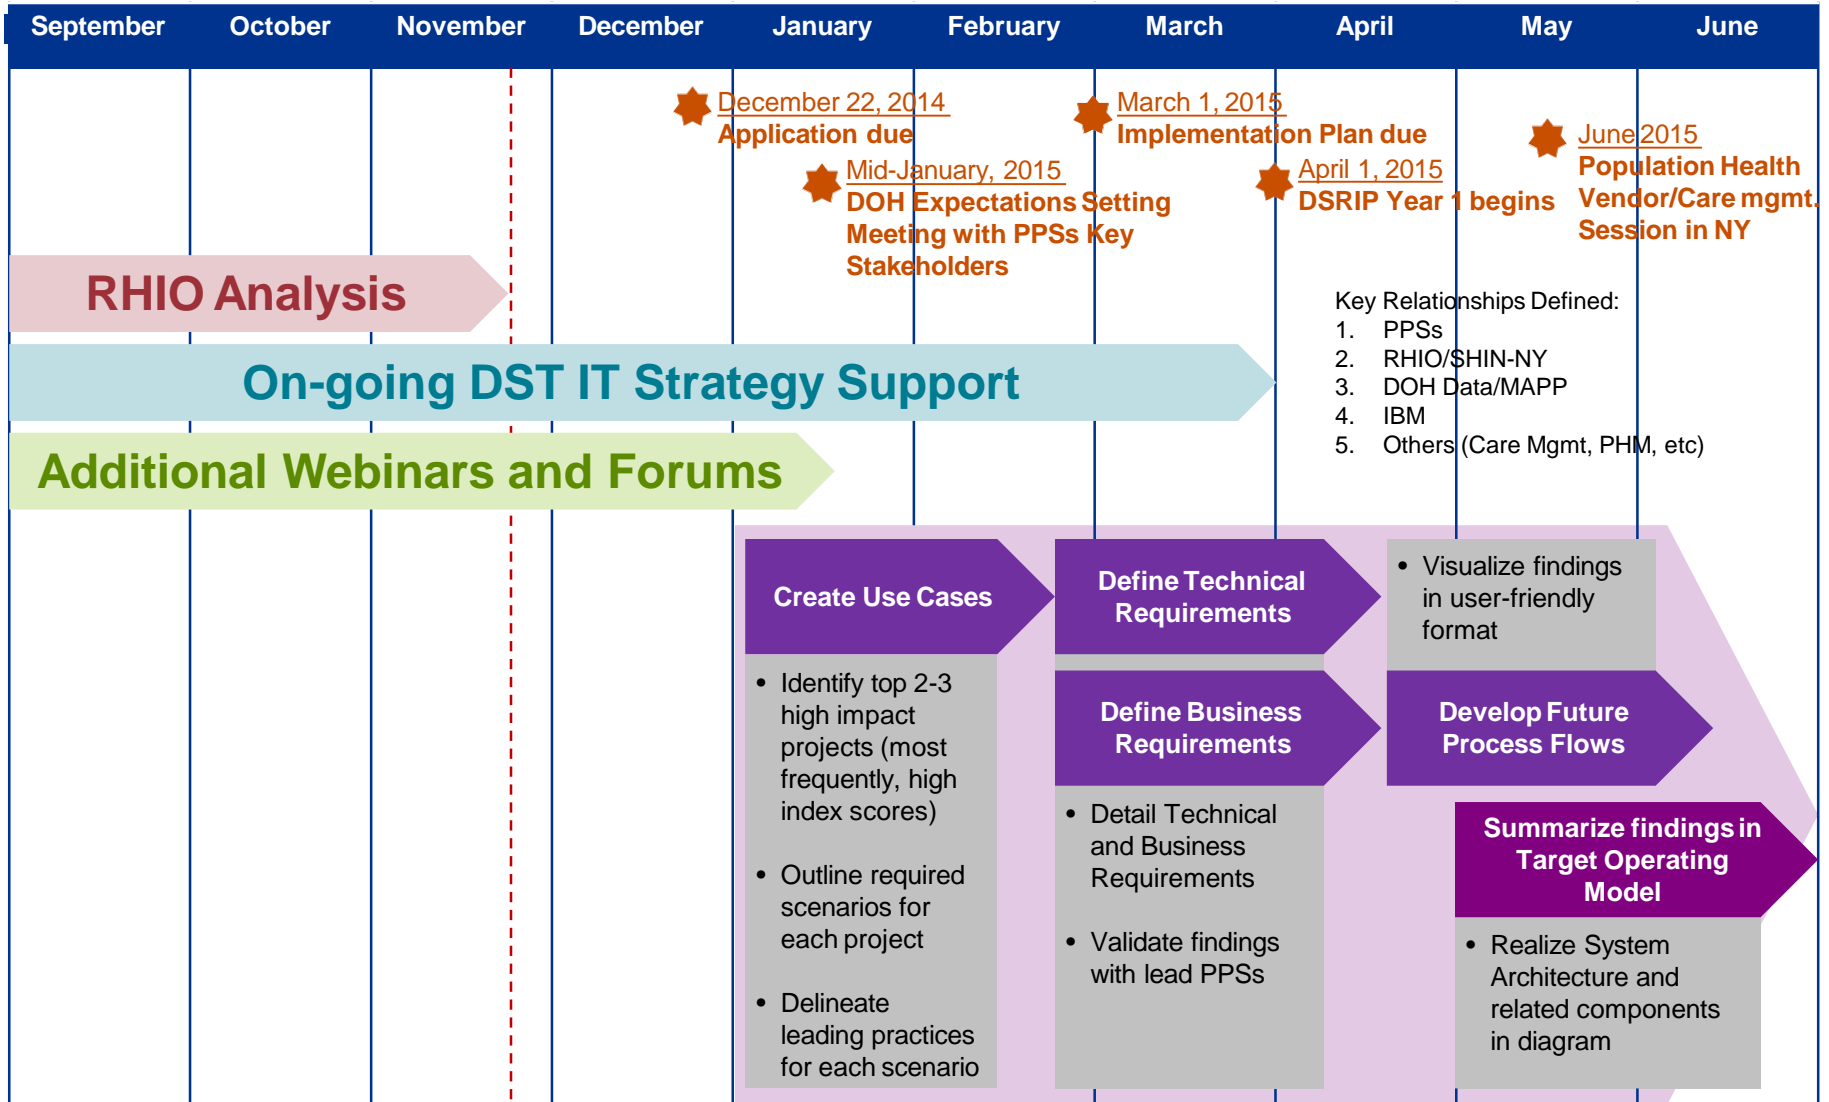 September October November December January February March April May June
December 22, 2014
Application due
Mid-January, 2015
DOH Expectations Setting
Meeting with PPSs Key
Stakeholders
March 1, 2015
Implementation Plan due
April 1, 2015
DSRIP Year 1 begins
June 2015
Population Health
Vendor/Care mgmt.
Session in NY
RHIO Analysis
On-going DST IT Strategy Support
Additional Webinars and Forums
Key Relationships Defined:
1. PPSs
2. RHIO/SHIN-NY
3. DOH Data/MAPP
4. IBM
5. Others (Care Mgmt, PHM, etc)
Create Use Cases
• Identify top 2-3
high impact
projects (most
frequently, high
index scores)
• Outline required
scenarios for
each project
• Delineate
leading practices
for each scenario
Define Technical
Requirements
Define Business
Requirements
• Detail Technical
and Business
Requirements
• Validate findings
with lead PPSs
• Visualize findings
in user-friendly
format
Develop Future
Process Flows
Summarize findings in
Target Operating
Model
• Realize System
Architecture and
related components
in diagram